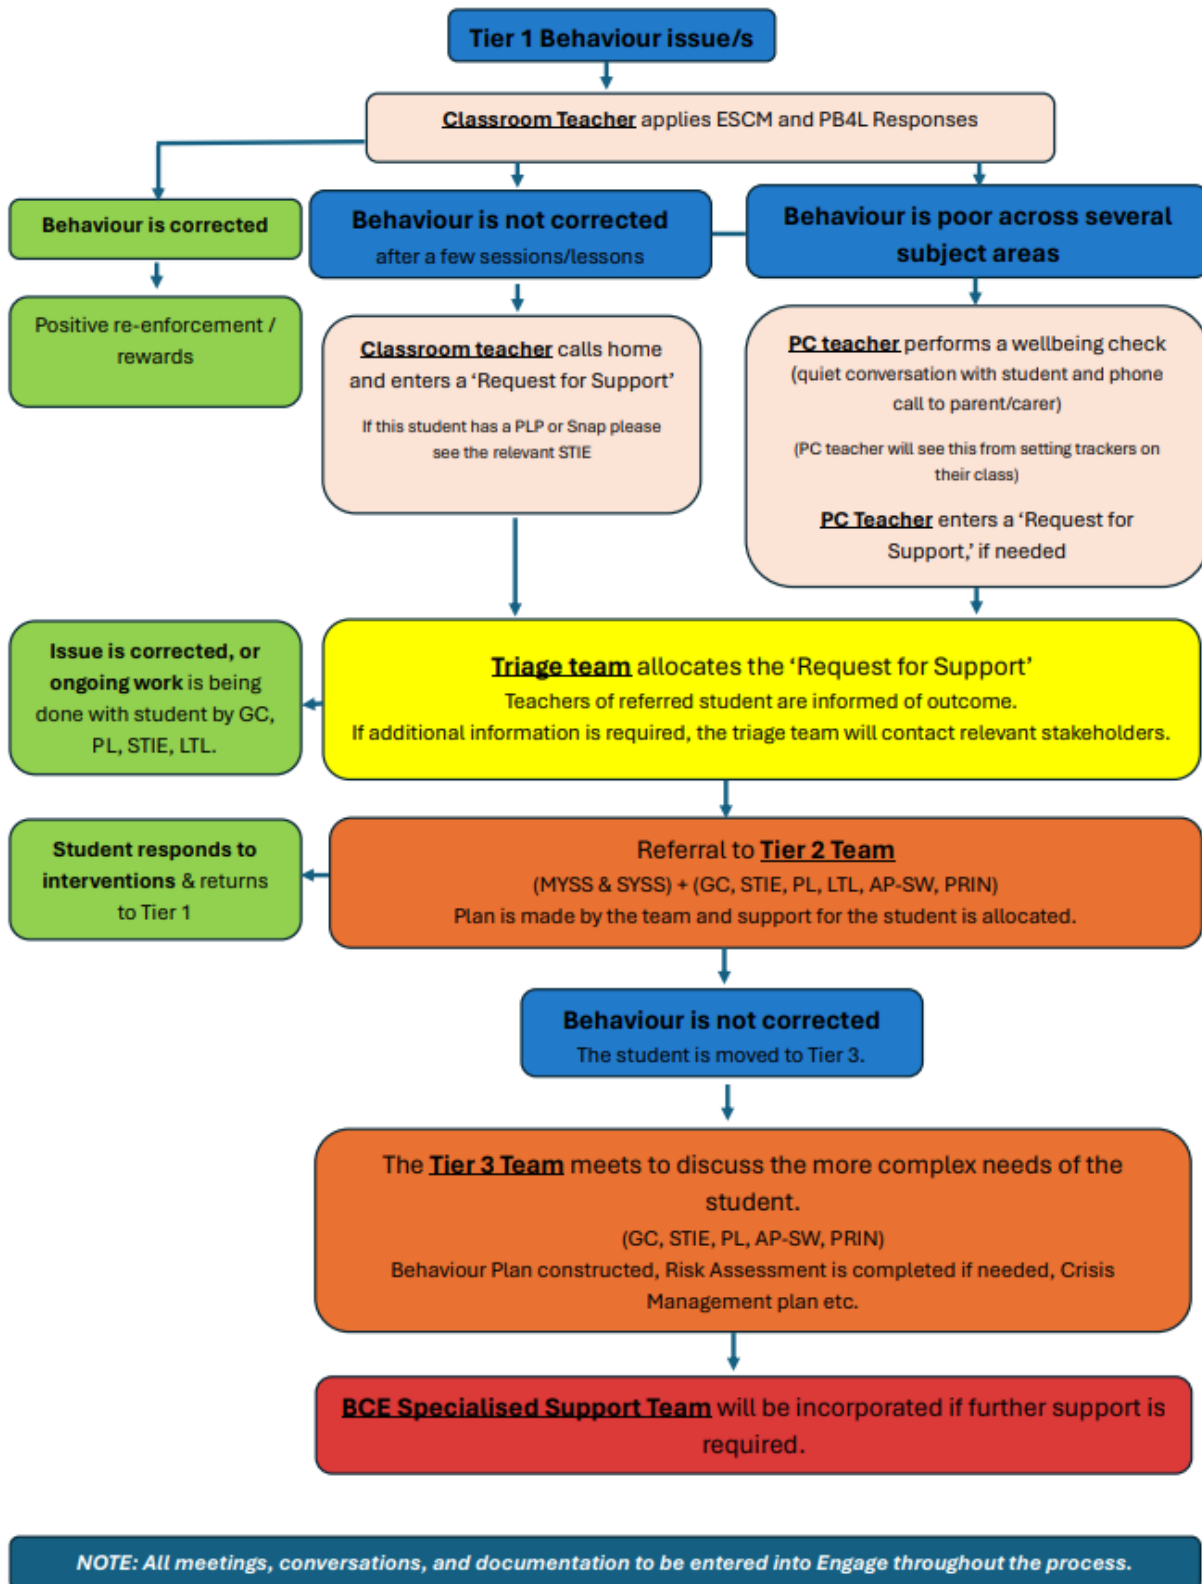 Tier 1 Behaviour issue/s
Classroom Teacher applies ESCM and PB4L Responses
Behaviour is corrected
Behaviour is not corrected
after a few sessions/lessons
Behaviour is poor across several
subject areas
Positive re-enforcement /
rewards
Classroom teacher calls home
and enters a ‘Request for Support’
If this student has a PLP or Snap please
see the relevant STIE
PC teacher performs a wellbeing check
(quiet conversation with student and phone
call to parent/carer)
(PC teacher will see this from setting trackers on
their class)
PC Teacher enters a ‘Request for
Support,’ if needed
Issue is corrected, or
ongoing work is being
done with student by GC,
PL, STIE, LTL.
Triage team allocates the ‘Request for Support’
Teachers of referred student are informed of outcome.
If additional information is required, the triage team will contact relevant stakeholders.
Student responds to
interventions & returns
to Tier 1
Referral to Tier 2 Team
(MYSS & SYSS) + (GC, STIE, PL, LTL, AP-SW, PRIN)
Plan is made by the team and support for the student is allocated.
Behaviour is not corrected
The student is moved to Tier 3.
The Tier 3 Team meets to discuss the more complex needs of the
student.
(GC, STIE, PL, AP-SW, PRIN)
Behaviour Plan constructed, Risk Assessment is completed if needed, Crisis
Management plan etc.
BCE Specialised Support Team will be incorporated if further support is
required.
NOTE: All meetings, conversations, and documentation to be entered into Engage throughout the process.